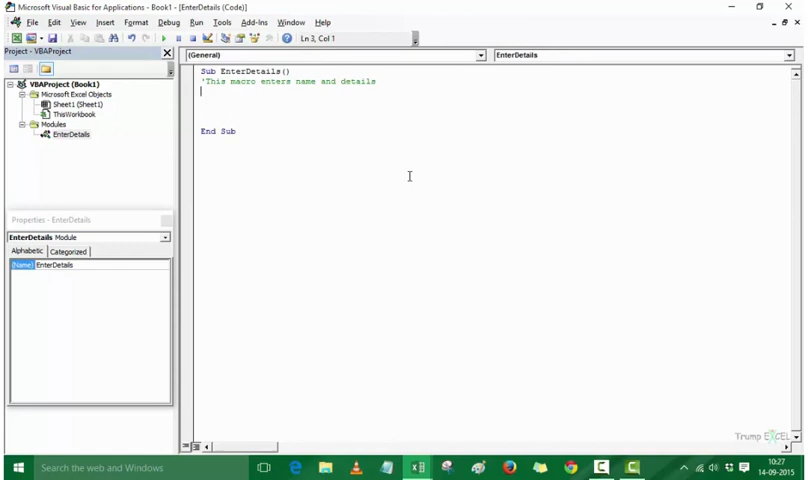 Microsoft Visual Basic for Applications - Book1 - [EnterDetails (Code)]
File Edit View Insert Format Debug Run Tools Add-Ins Window Help
Ln 3, Col 1
Project - VBAProject
(General)
EnterDetails
VBAProject (Book1)
Microsoft Excel Objects
Sheet1 (Sheet1)
ThisWorkbook
Modules
EnterDetails
Sub EnterDetails()
'This macro enters name and details
End Sub
Properties - EnterDetails
EnterDetails Module
Alphabetic Categorized
(Name) EnterDetails
Trump EXCEL
Search the web and Windows
10:27
14-09-2015